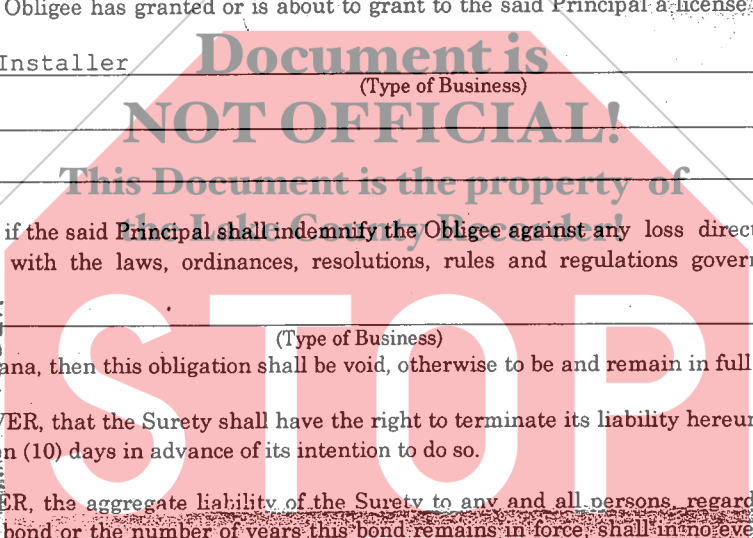 Obligee has granted or is about to grant to the said Principal a license
Document is
Installer
(Type of Business)
NOT OFFICIAL!
This Document is the property of
the Lake County Recorder!
if the said Principal shall indemnify the Obligee against any loss direct
with the laws, ordinances, resolutions, rules and regulations govern
STOP
(Type of Business)
ana, then this obligation shall be void, otherwise to be and remain in full
VER, that the Surety shall have the right to terminate its liability hereun
n (10) days in advance of its intention to do so.
ER, the aggregate liability of the Surety to any and all persons, regard
bond or the number of years this bond remains in force, shall in no eve